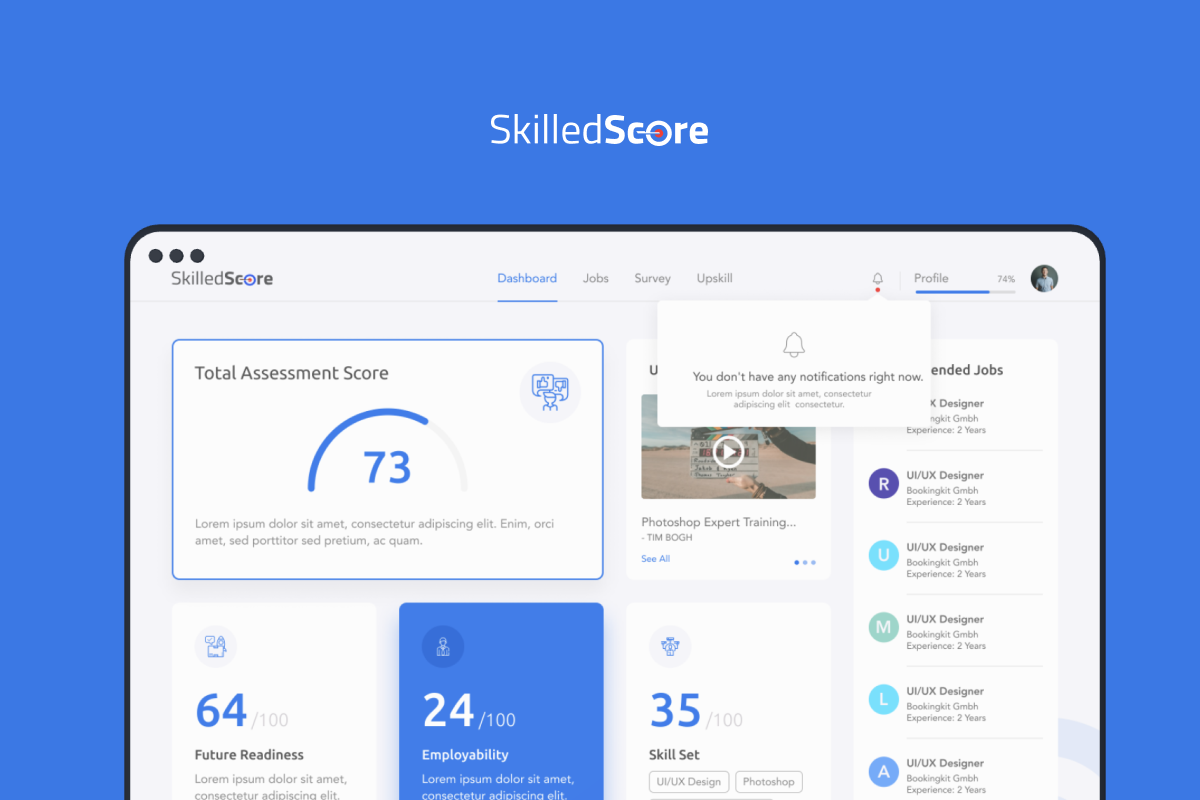 SkilledScore
SkilledScore
Dashboard
Jobs
Survey
Upskill
Profile
74%
You don't have any notifications right now.
Lorem ipsum dolor sit amet, consectetur
adipiscing elit  consectetur.
Total Assessment Score
73
Lorem ipsum dolor sit amet, consectetur adipiscing elit. Enim, orci
amet, sed porttitor sed pretium, ac quam.
U
Photoshop Expert Training...
- TIM BOGH
See All
ended Jobs
X Designer
ngkit Gmbh
Experience: 2 Years
R
UI/UX Designer
Bookingkit Gmbh
Experience: 2 Years
U
UI/UX Designer
Bookingkit Gmbh
Experience: 2 Years
M
UI/UX Designer
Bookingkit Gmbh
Experience: 2 Years
L
UI/UX Designer
Bookingkit Gmbh
Experience: 2 Years
A
UI/UX Designer
Bookingkit Gmbh
Experience: 2 Years
64 /100
Future Readiness
Lorem ipsum dolor sit amet,
consectetur adipiscing elit.
24 /100
Employability
Lorem ipsum dolor sit amet,
consectetur adipiscing elit.
35 /100
Skill Set
UI/UX Design
Photoshop